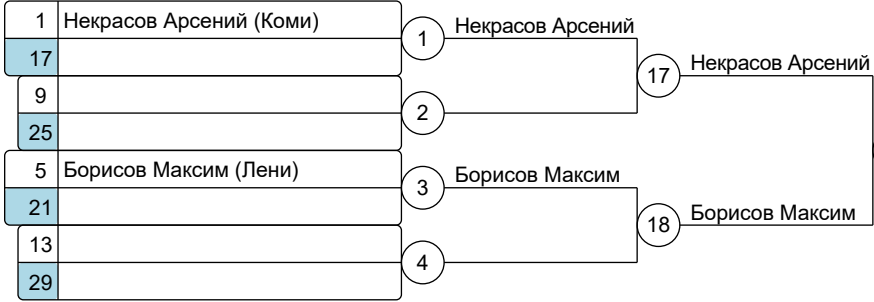 1 Некрасов Арсений (Коми)
17
1 Некрасов Арсений
9
25
2
17 Некрасов Арсений
5 Борисов Максим (Лени)
21
3 Борисов Максим
13
29
4
18 Борисов Максим